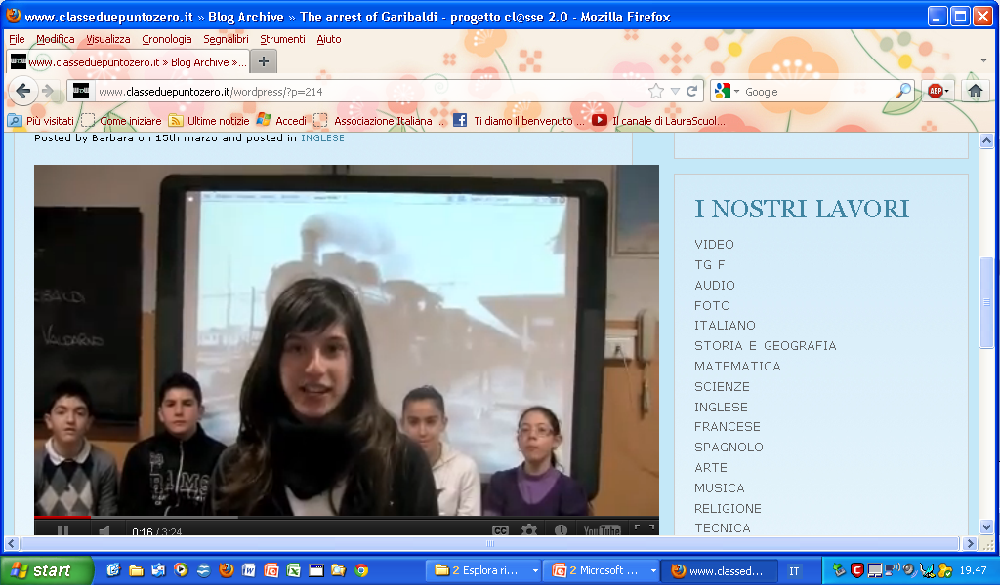 www.classeduepuntozero.it » Blog Archive » The arrest of Garibaldi - progetto cl@sse 2.0 - Mozilla Firefox
File Modifica Visualizza Cronologia Segnalibri Strumenti Aiuto
www.classeduepuntozero.it » Blog Archive »...
www.classeduepuntozero.it/wordpress/?p=214
Google
ABP
Più visitati Come iniziare Ultime notizie Accedi Associazione Italiana ... Ti diamo il benvenuto ... Il canale di LauraScuol...
Posted by Barbara on 15th marzo and posted in INGLESE
VALDARNO
0:16 / 3:24
CC
YouTube
I NOSTRI LAVORI
VIDEO
TG F
AUDIO
FOTO
ITALIANO
STORIA E GEOGRAFIA
MATEMATICA
SCIENZE
INGLESE
FRANCESE
SPAGNOLO
ARTE
MUSICA
RELIGIONE
TECNICA
start
2 Esplora ri...
2 Microsoft ...
www.classed...
IT
19.47